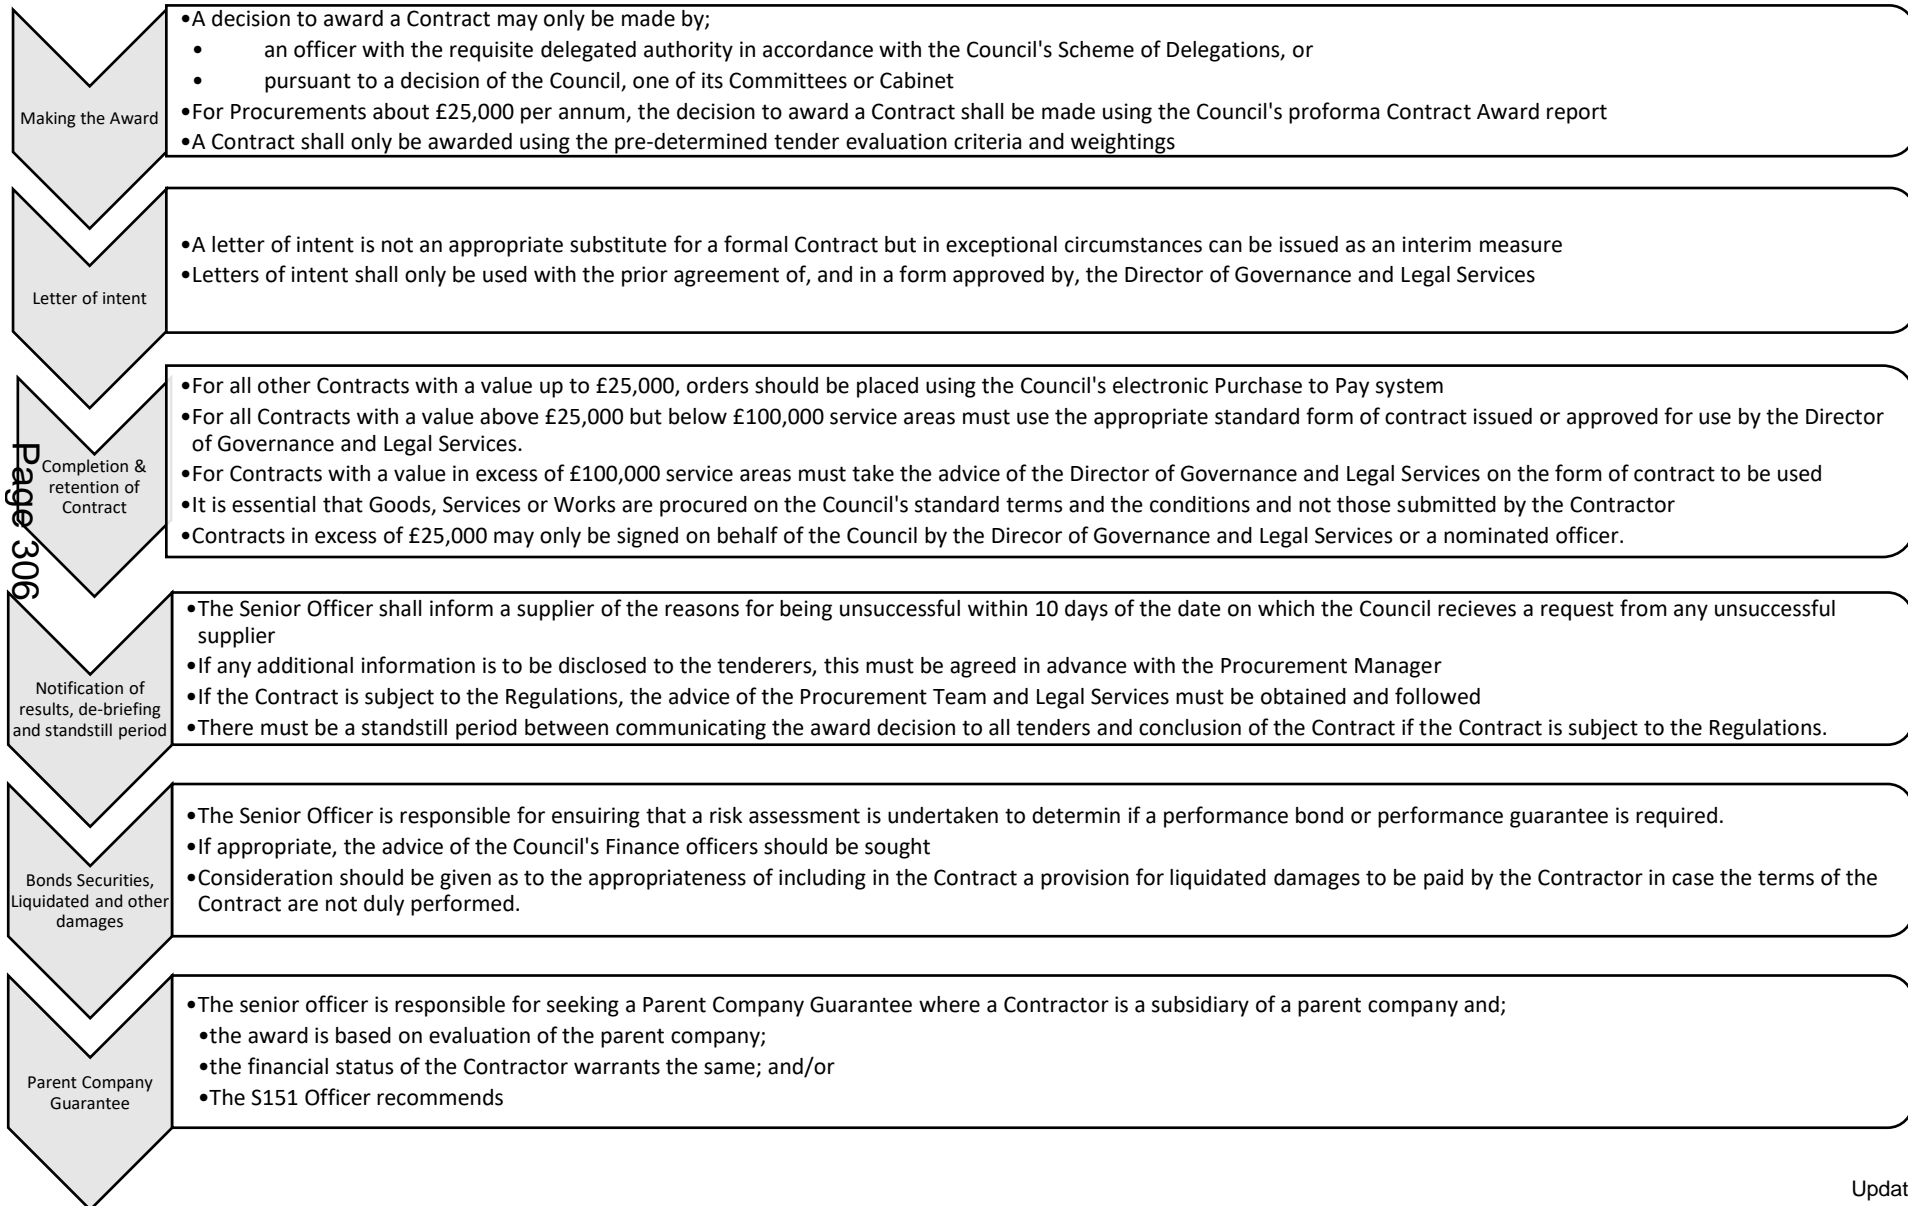 Making the Award
•A decision to award a Contract may only be made by;
• an officer with the requisite delegated authority in accordance with the Council's Scheme of Delegations, or
• pursuant to a decision of the Council, one of its Committees or Cabinet
•For Procurements about £25,000 per annum, the decision to award a Contract shall be made using the Council's proforma Contract Award report
•A Contract shall only be awarded using the pre-determined tender evaluation criteria and weightings
Letter of intent
•A letter of intent is not an appropriate substitute for a formal Contract but in exceptional circumstances can be issued as an interim measure
•Letters of intent shall only be used with the prior agreement of, and in a form approved by, the Director of Governance and Legal Services
Completion &
retention of
Contract
•For all other Contracts with a value up to £25,000, orders should be placed using the Council's electronic Purchase to Pay system
•For all Contracts with a value above £25,000 but below £100,000 service areas must use the appropriate standard form of contract issued or approved for use by the Director
of Governance and Legal Services.
•For Contracts with a value in excess of £100,000 service areas must take the advice of the Director of Governance and Legal Services on the form of contract to be used
•It is essential that Goods, Services or Works are procured on the Council's standard terms and the conditions and not those submitted by the Contractor
•Contracts in excess of £25,000 may only be signed on behalf of the Council by the Direcor of Governance and Legal Services or a nominated officer.
Page 306
Notification of
results, de-briefing
and standstill period
•The Senior Officer shall inform a supplier of the reasons for being unsuccessful within 10 days of the date on which the Council recieves a request from any unsuccessful
supplier
•If any additional information is to be disclosed to the tenderers, this must be agreed in advance with the Procurement Manager
•If the Contract is subject to the Regulations, the advice of the Procurement Team and Legal Services must be obtained and followed
•There must be a standstill period between communicating the award decision to all tenders and conclusion of the Contract if the Contract is subject to the Regulations.
Bonds Securities,
Liquidated and other
damages
•The Senior Officer is responsible for ensuiring that a risk assessment is undertaken to determin if a performance bond or performance guarantee is required.
•If appropriate, the advice of the Council's Finance officers should be sought
•Consideration should be given as to the appropriateness of including in the Contract a provision for liquidated damages to be paid by the Contractor in case the terms of the
Contract are not duly performed.
Parent Company
Guarantee
•The senior officer is responsible for seeking a Parent Company Guarantee where a Contractor is a subsidiary of a parent company and;
•the award is based on evaluation of the parent company;
•the financial status of the Contractor warrants the same; and/or
•The S151 Officer recommends
Updat